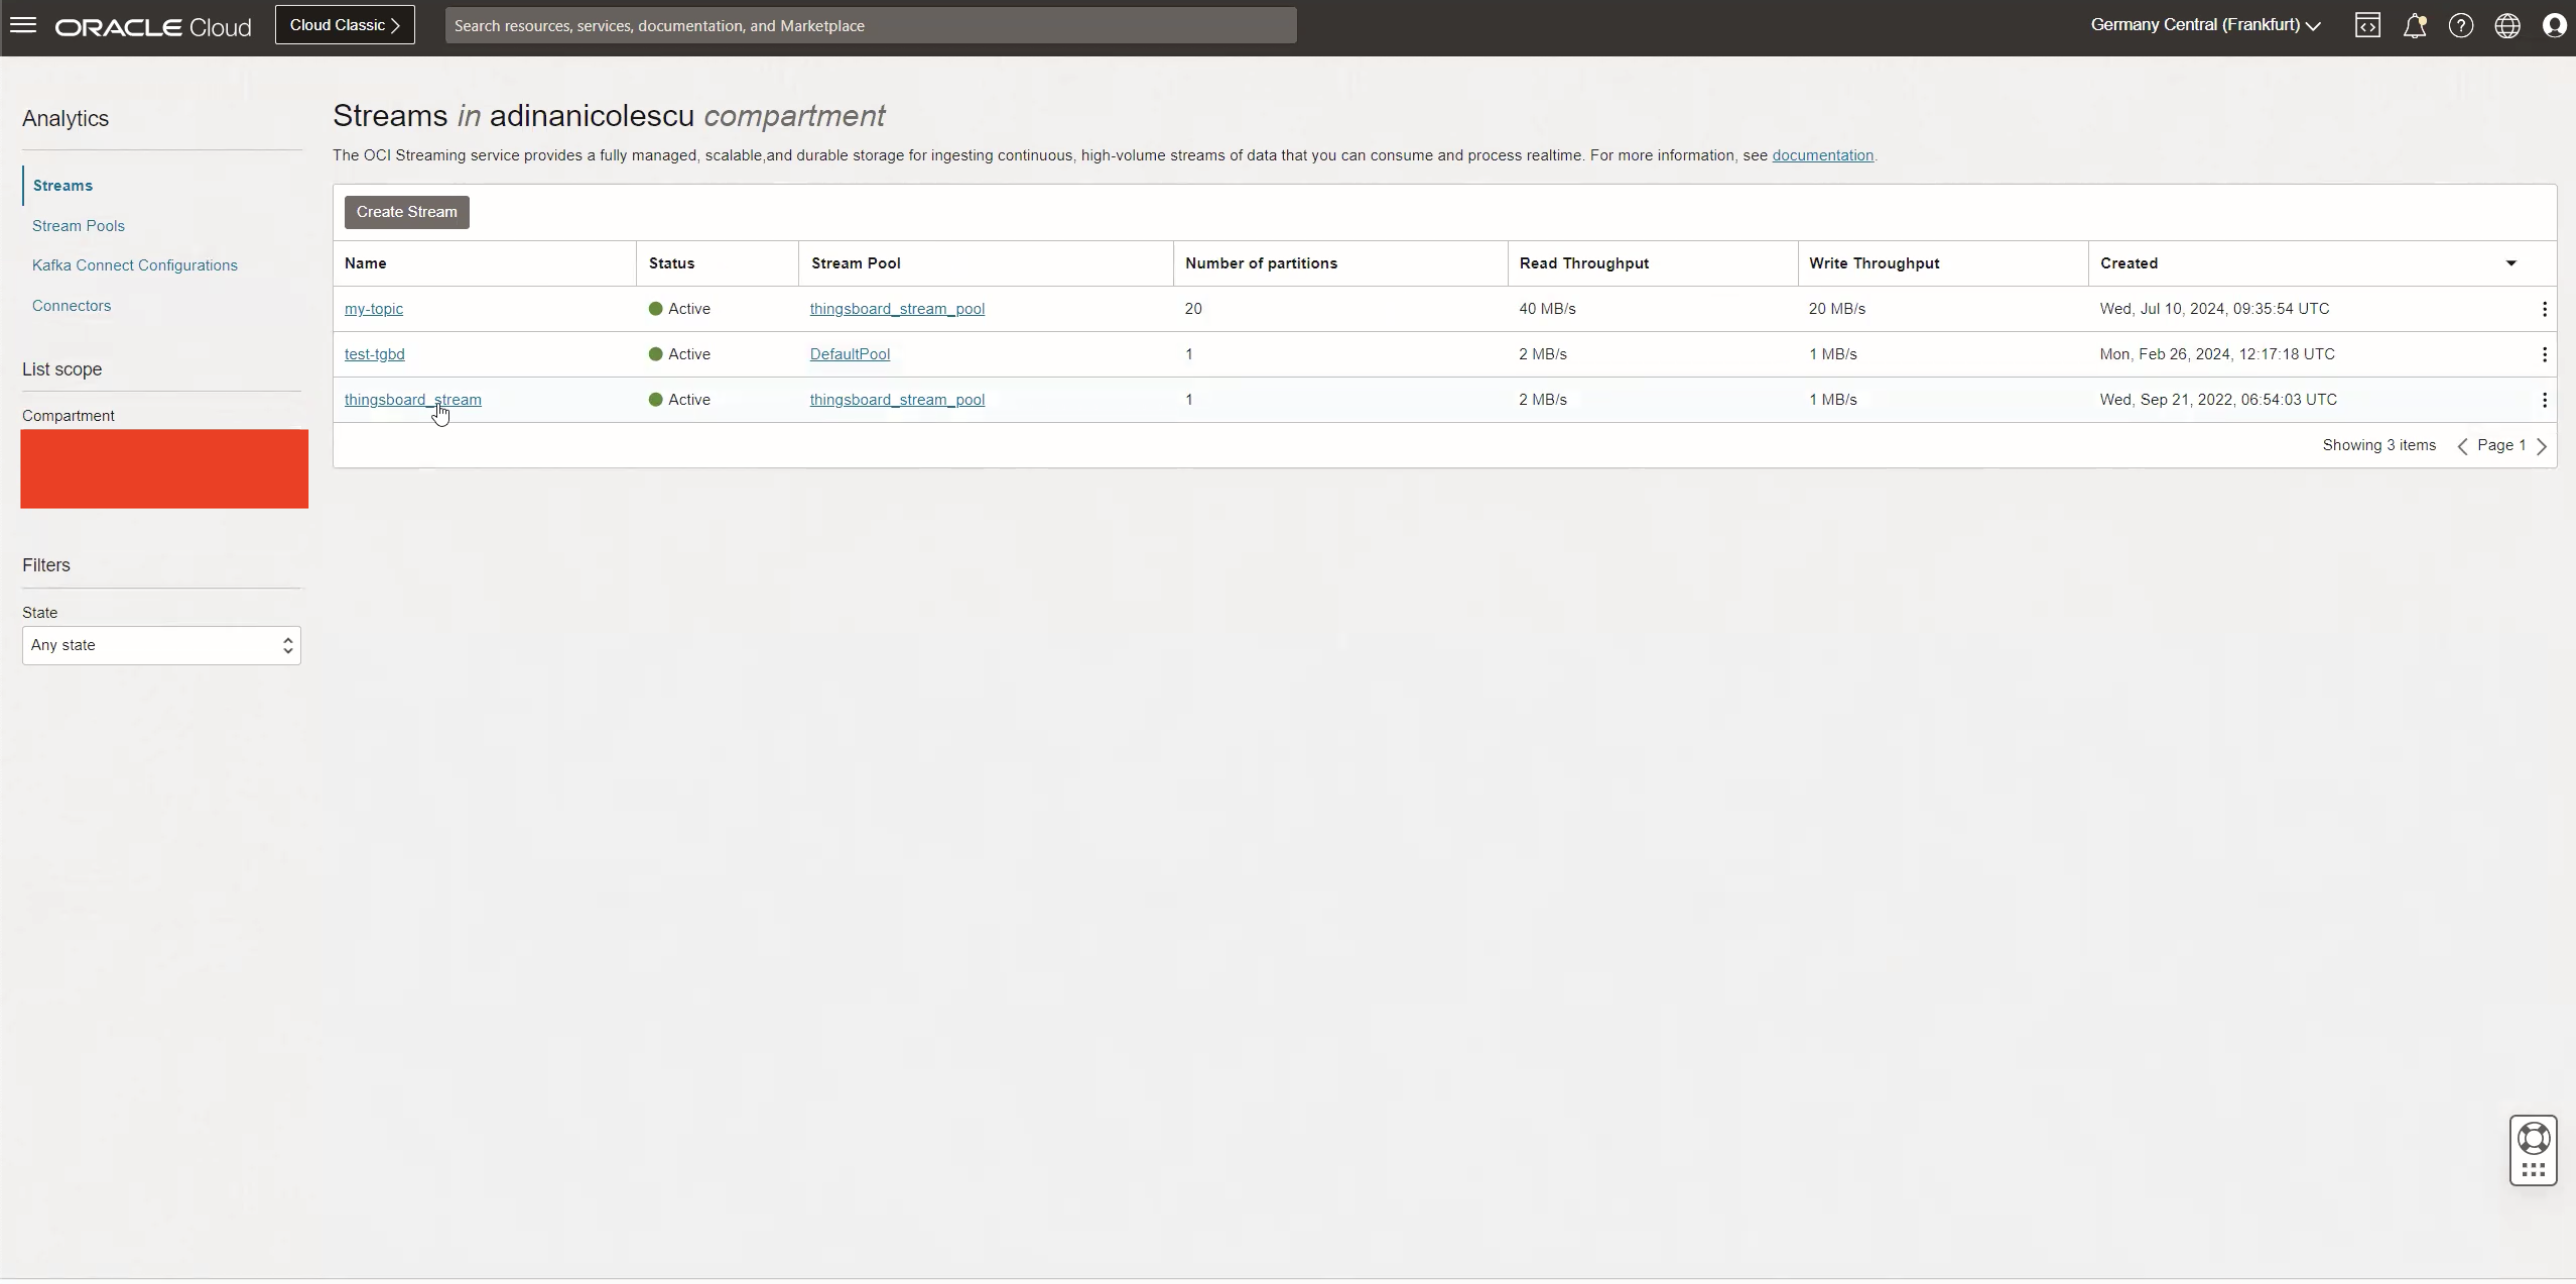 ORACLE Cloud
Cloud Classic
Search resources, services, documentation, and Marketplace
Germany Central (Frankfurt)
Analytics
Streams
Stream Pools
Kafka Connect Configurations
Connectors
List scope
Compartment
Filters
State
Any state
Streams in adinanicolescu compartment
The OCI Streaming service provides a fully managed, scalable,and durable storage for ingesting continuous, high-volume streams of data that you can consume and process realtime. For more information, see documentation.
Create Stream
Name Status Stream Pool Number of partitions Read Throughput Write Throughput Created
my-topic Active thingsboard_stream_pool 20 40 MB/s 20 MB/s Wed, Jul 10, 2024, 09:35:54 UTC
test-tgbd Active DefaultPool 1 2 MB/s 1 MB/s Mon, Feb 26, 2024, 12:17:18 UTC
thingsboard_stream Active thingsboard_stream_pool 1 2 MB/s 1 MB/s Wed, Sep 21, 2022, 06:54:03 UTC
Showing 3 items Page 1